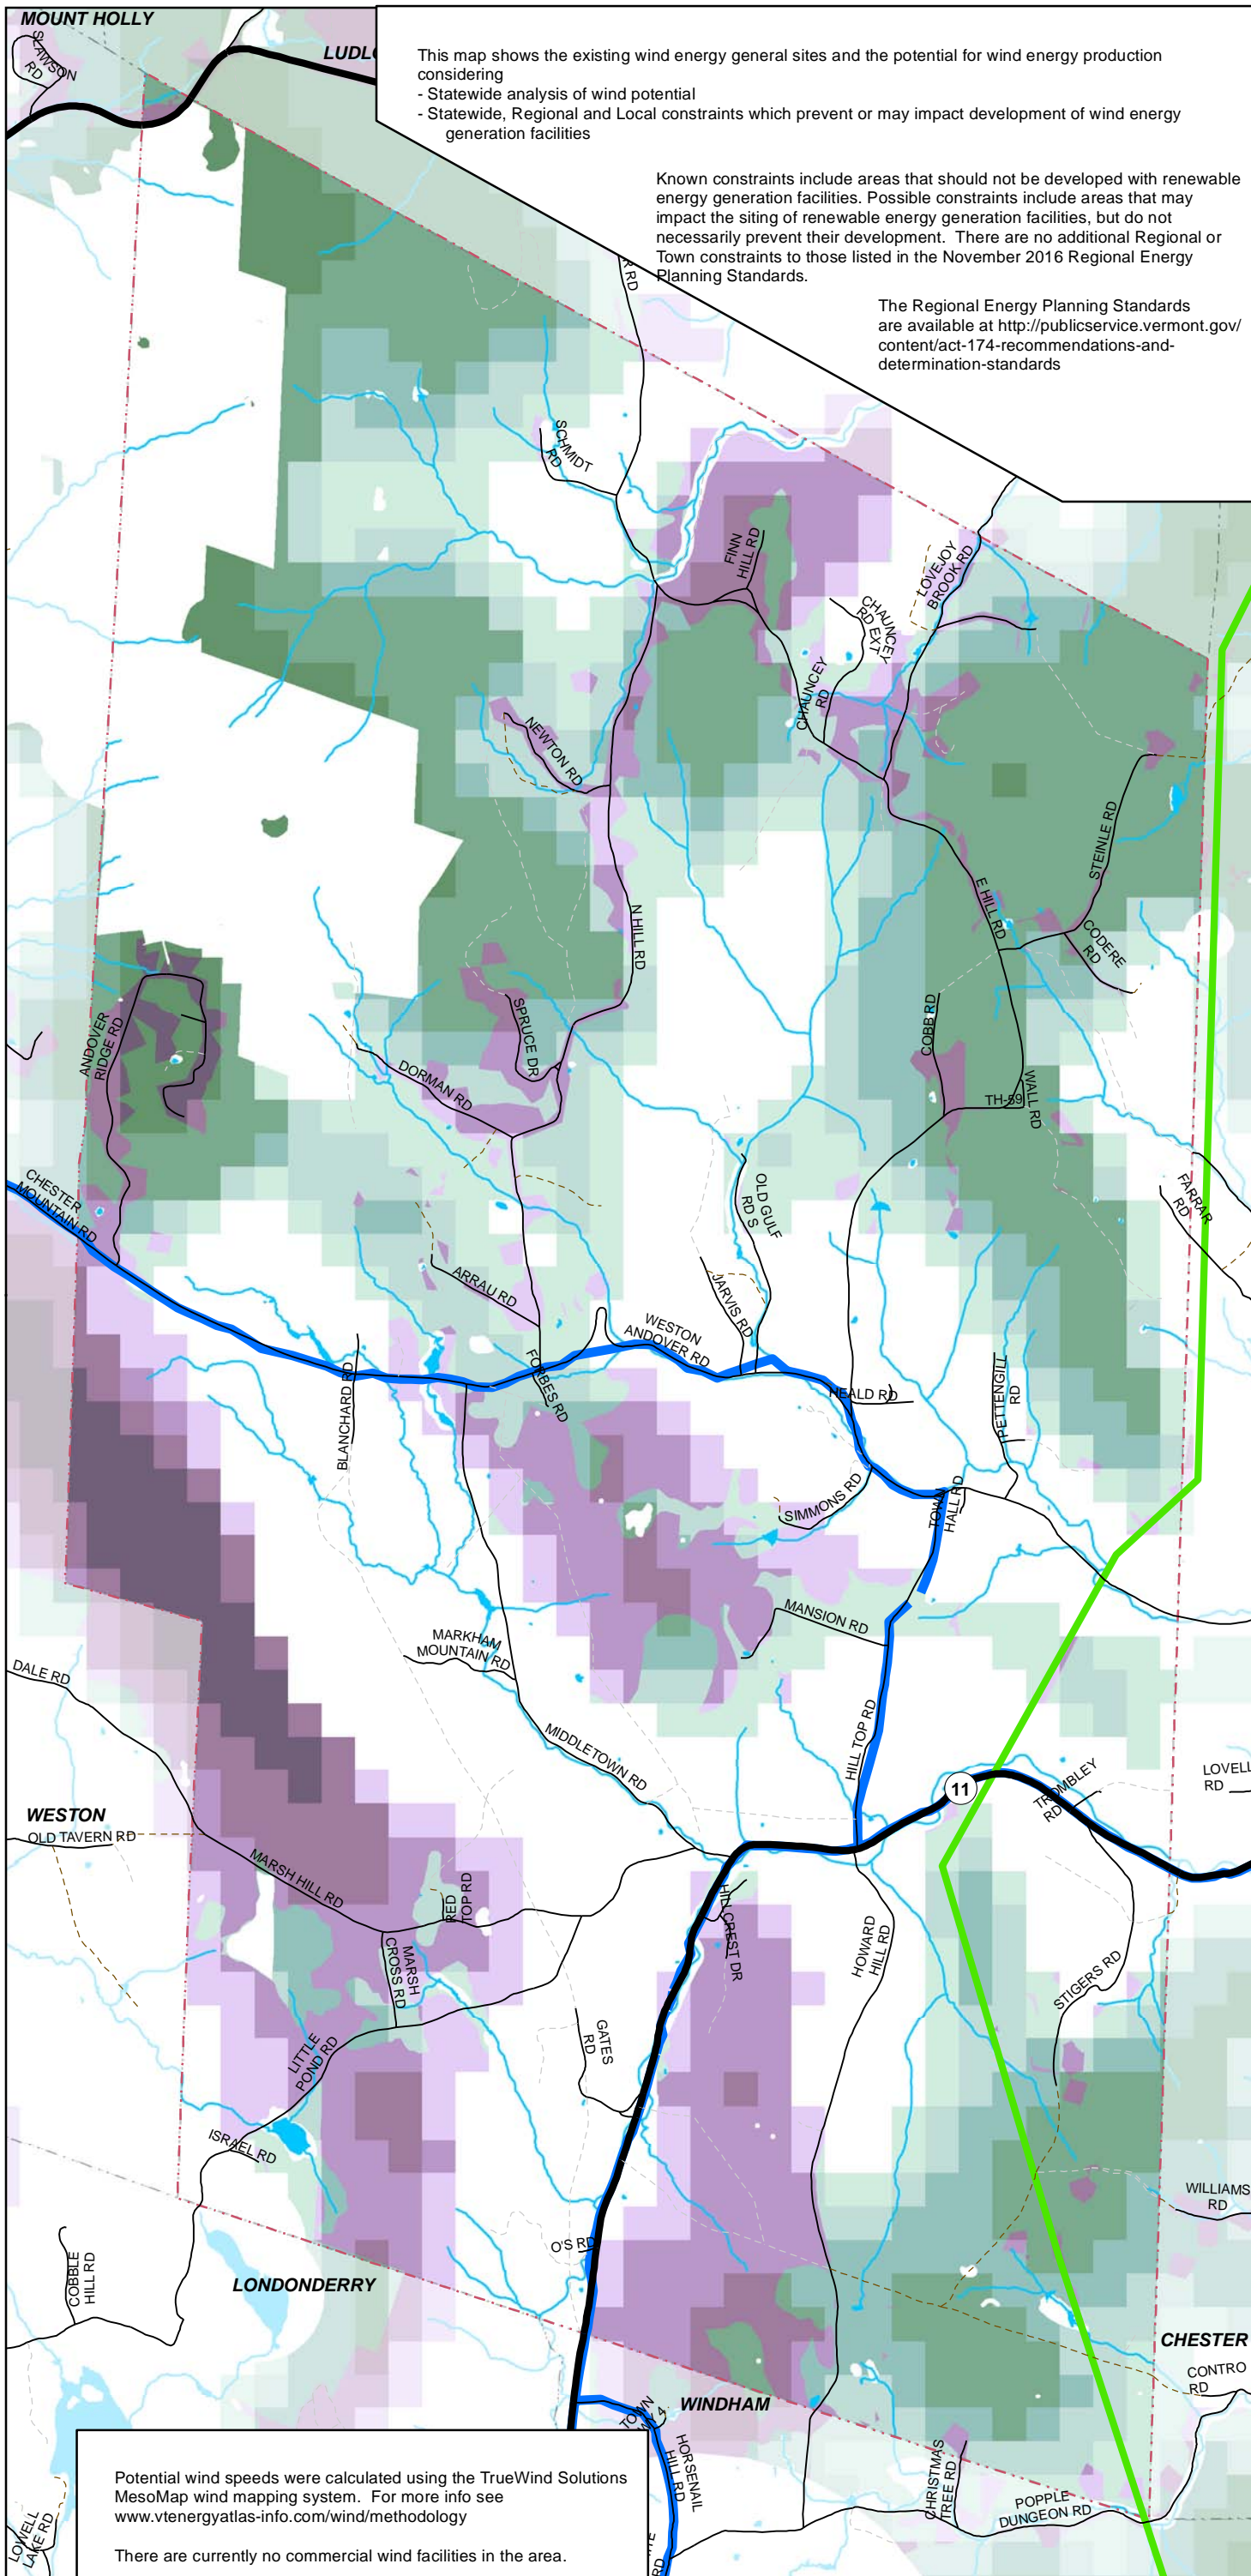 MOUNT HOLLY
SLAWSON
RD
This map shows the existing wind energy general sites and the potential for wind energy production
considering
- Statewide analysis of wind potential
- Statewide, Regional and Local constraints which prevent or may impact development of wind energy
generation facilities
Known constraints include areas that should not be developed with renewable
energy generation facilities. Possible constraints include areas that may
impact the siting of renewable energy generation facilities, but do not
necessarily prevent their development. There are no additional Regional or
Town constraints to those listed in the November 2016 Regional Energy
Planning Standards.
The Regional Energy Planning Standards
are available at http://publicservice.vermont.gov/
content/act-174-recommendations-and-
determination-standards
RD
SCHMIDT
RD
FINN
HILL RD
LOVEJOY
BROOK RD
CHAUNCEY
RD EXT
CHAUNCEY
RD
NEWTON RD
STEINLE RD
E HILL RD
N HILL RD
CODERE
RD
ANDOVER
RIDGE RD
SPRUCE DR
COBB RD
DORMAN RD
TH-59
WALL RD
CHESTER
MOUNTAIN RD
OLD GULF
RD S
FARRAR
RD
ARRAU RD
JARVIS RD
WESTON
ANDOVER RD
FORBES RD
BLANCHARD RD
HEALD RD
PETTENGILL
RD
SIMMONS RD
TOWN
HALL RD
MANSION RD
MARKHAM
MOUNTAIN RD
DALE RD
MIDDLETOWN RD
HILL TOP RD
11
TROMBLEY
RD
LOVELL
RD
WESTON
OLD TAVERN RD
MARSH HILL RD
RED
TOP RD
HILLCREST DR
HOWARD
HILL RD
MARSH
CROSS RD
STIGERS RD
LITTLE
POND RD
GATES
RD
ISRAEL RD
WILLIAMS
RD
O'S RD
COBBLE
HILL RD
LONDONDERRY
CHESTER
CONTRO
RD
WINDHAM
TOWN
HORSENAIL
HILL RD
CHRISTMAS
TREE RD
POPPLE
DUNGEON RD
LOWELL
LAKE RD
RD
Potential wind speeds were calculated using the TrueWind Solutions
MesoMap wind mapping system. For more info see
www.vtenergyatlas-info.com/wind/methodology
There are currently no commercial wind facilities in the area.